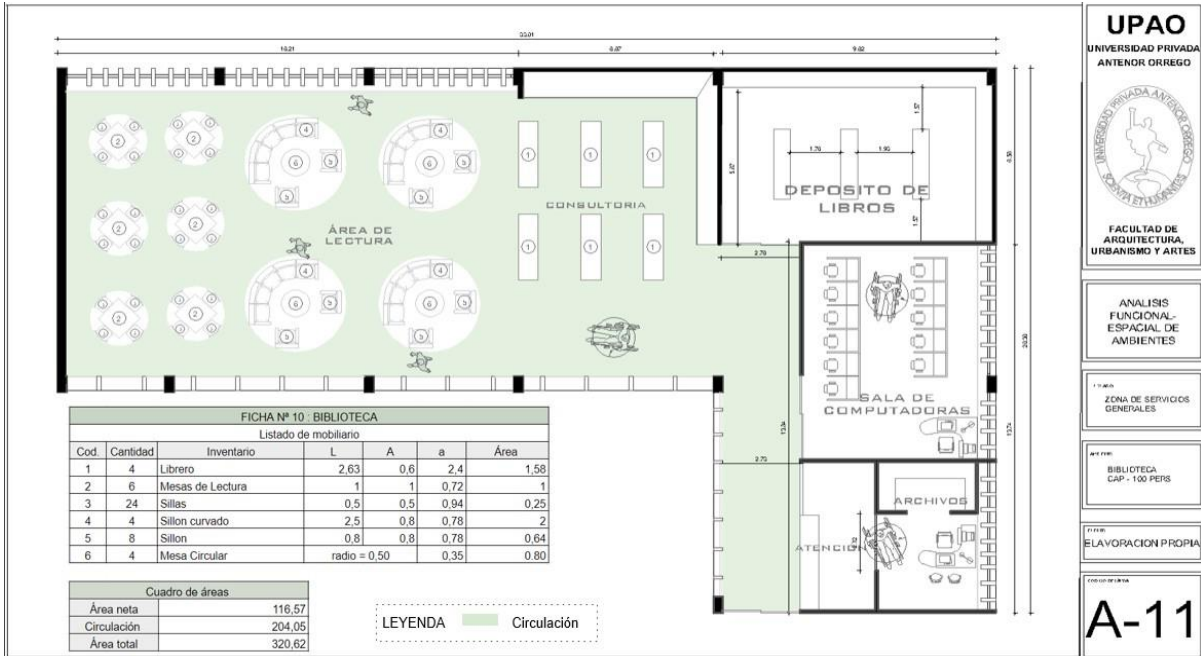 UPAO
UNIVERSIDAD PRIVADA
ANTENOR ORREGO
UNIVERSIDAD PRIVADA ANTENOR ORREGO
FACULTAD DE
ARQUITECTURA,
URBANISMO Y ARTES
ANALISIS
FUNCIONAL-
ESPACIAL DE
AMBIENTES
ZONA DE SERVICIOS
GENERALES
BIBLIOTECA
CAP - 100 PERS
ELAVORACION PROPIA
A-11
ÁREA DE
LECTURA
CONSULTORIA
DEPOSITO DE
LIBROS
SALA DE
COMPUTADORAS
ARCHIVOS
ATENCION
FICHA Nª 10 : BIBLIOTECA
Listado de mobiliario
Cod. Cantidad Inventario L A a Área
1 4 Librero 2,63 0,6 2,4 1,58
2 6 Mesas de Lectura 1 1 0,72 1
3 24 Sillas 0,5 0,5 0,94 0,25
4 4 Sillon curvado 2,5 0,8 0,78 2
5 8 Sillon 0,8 0,8 0,78 0,64
6 4 Mesa Circular radio = 0,50 0,35 0.80
Cuadro de áreas
Área neta 116,57
Circulación 204,05
Área total 320,62
LEYENDA Circulación